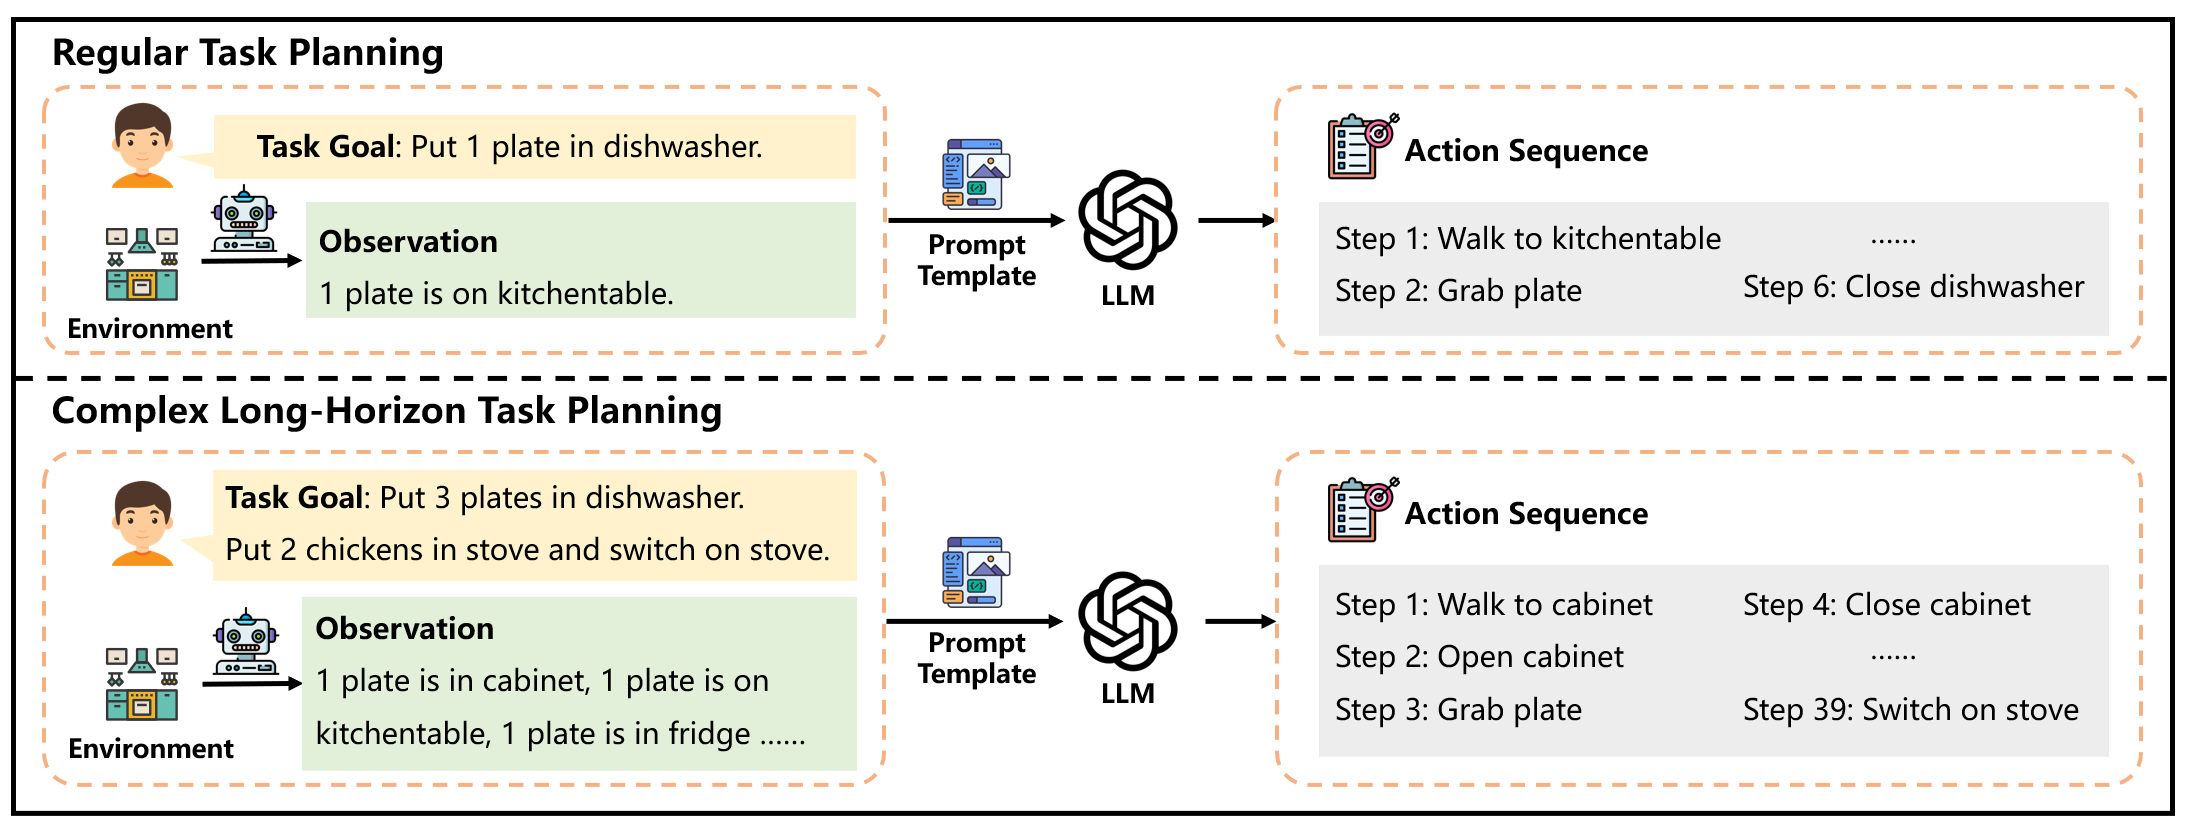 Regular Task Planning
Task Goal: Put 1 plate in dishwasher.
Observation
1 plate is on kitchentable.
Environment
Prompt
Template
LLM
Action Sequence
Step 1: Walk to kitchentable
Step 2: Grab plate
......
Step 6: Close dishwasher
Complex Long-Horizon Task Planning
Task Goal: Put 3 plates in dishwasher.
Put 2 chickens in stove and switch on stove.
Observation
1 plate is in cabinet, 1 plate is on
kitchentable, 1 plate is in fridge ......
Environment
Prompt
Template
LLM
Action Sequence
Step 1: Walk to cabinet
Step 2: Open cabinet
Step 3: Grab plate
Step 4: Close cabinet
......
Step 39: Switch on stove